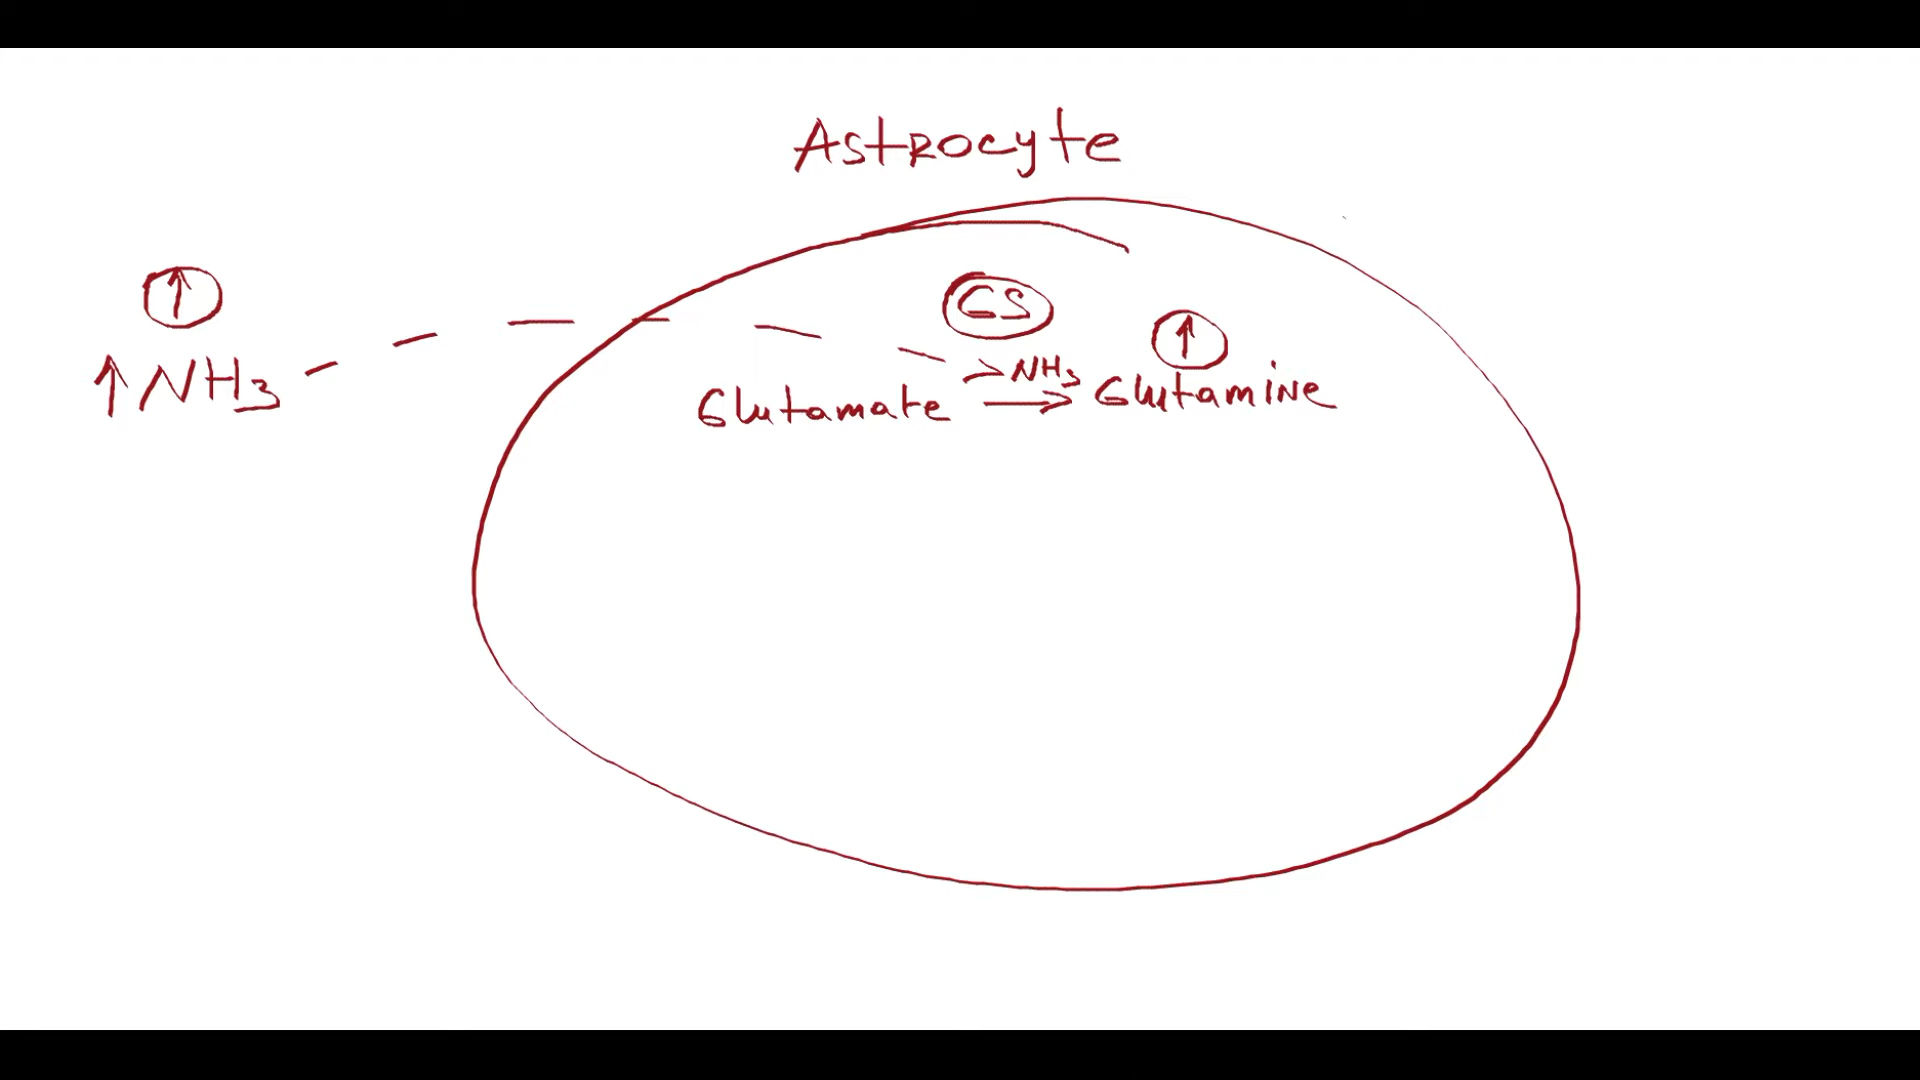 Astrocyte
↑
GS
↑
↑ NH3
→ NH3
Glutamate → Glutamine